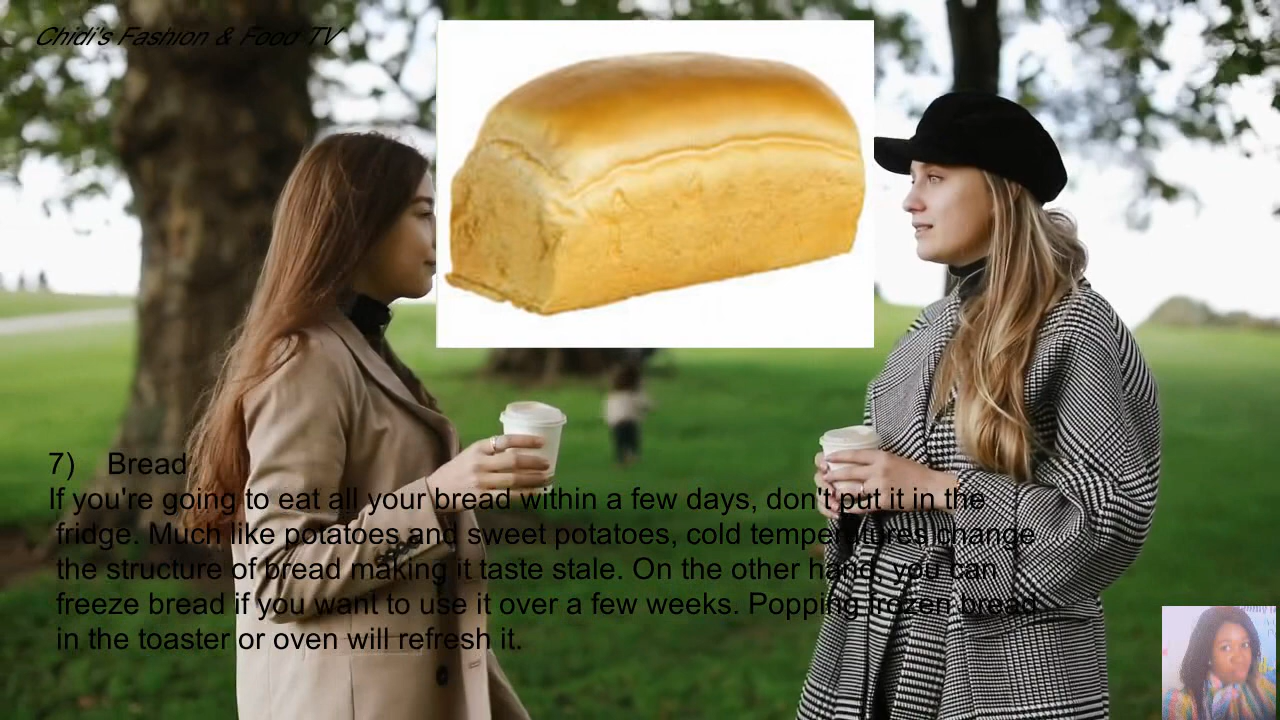 Chidi's Fashion & Food TV
7) Bread
If you're going to eat all your bread within a few days, don't put it in the
fridge. Much like potatoes and sweet potatoes, cold temperatures change
the structure of bread making it taste stale. On the other hand, you can
freeze bread if you want to use it over a few weeks. Popping frozen bread
in the toaster or oven will refresh it.